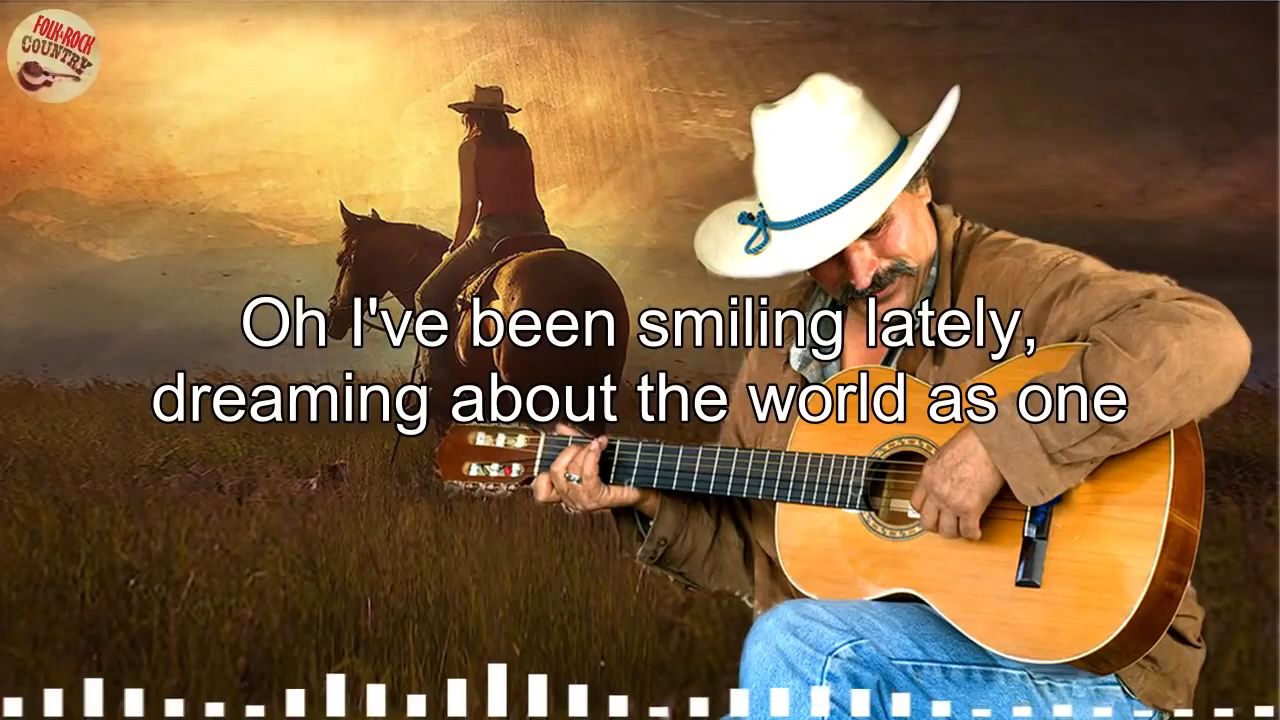 FOLK & ROCK
COUNTRY
Oh I've been smiling lately,
dreaming about the world as one